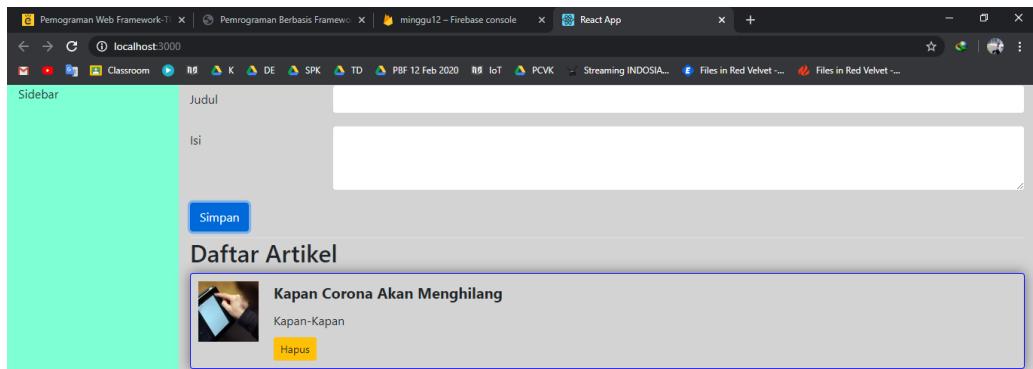 Pemograman Web Framework-TI
Pemrograman Berbasis Framewo
minggu12 – Firebase console
React App
localhost:3000
Classroom
K
DE
SPK
TD
PBF 12 Feb 2020
IoT
PCVK
Streaming INDOSIA...
Files in Red Velvet -...
Files in Red Velvet -...
Sidebar
Judul
Isi
Simpan
Daftar Artikel
Kapan Corona Akan Menghilang
Kapan-Kapan
Hapus